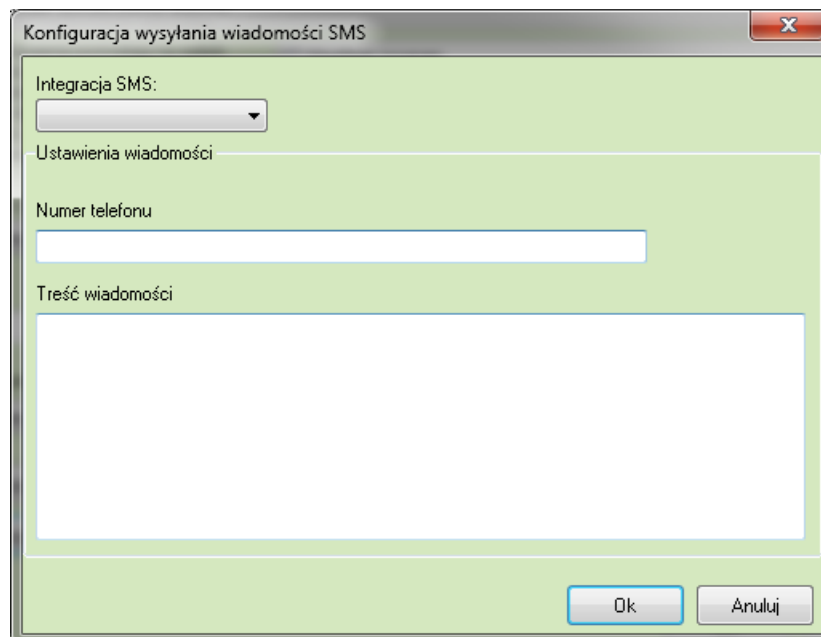 Konfiguracja wysyłania wiadomości SMS
Integracja SMS:
Ustawienia wiadomości
Numer telefonu
Treść wiadomości
Ok Anuluj